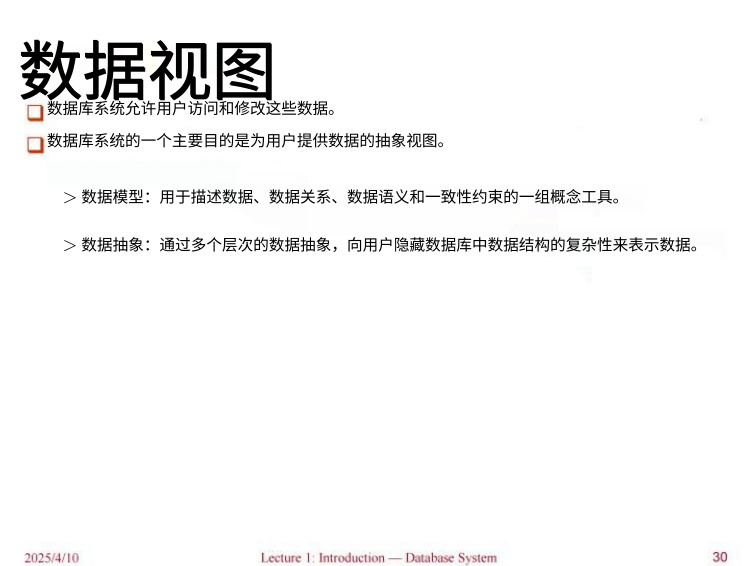 数据视图
数据库系统允许用户访问和修改这些数据。
数据库系统的一个主要目的是为用户提供数据的抽象视图。
> 数据模型：用于描述数据、数据关系、数据语义和一致性约束的一组概念工具。
> 数据抽象：通过多个层次的数据抽象，向用户隐藏数据库中数据结构的复杂性来表示数据。
2025/4/10 Lecture 1: Introduction — Database System 30